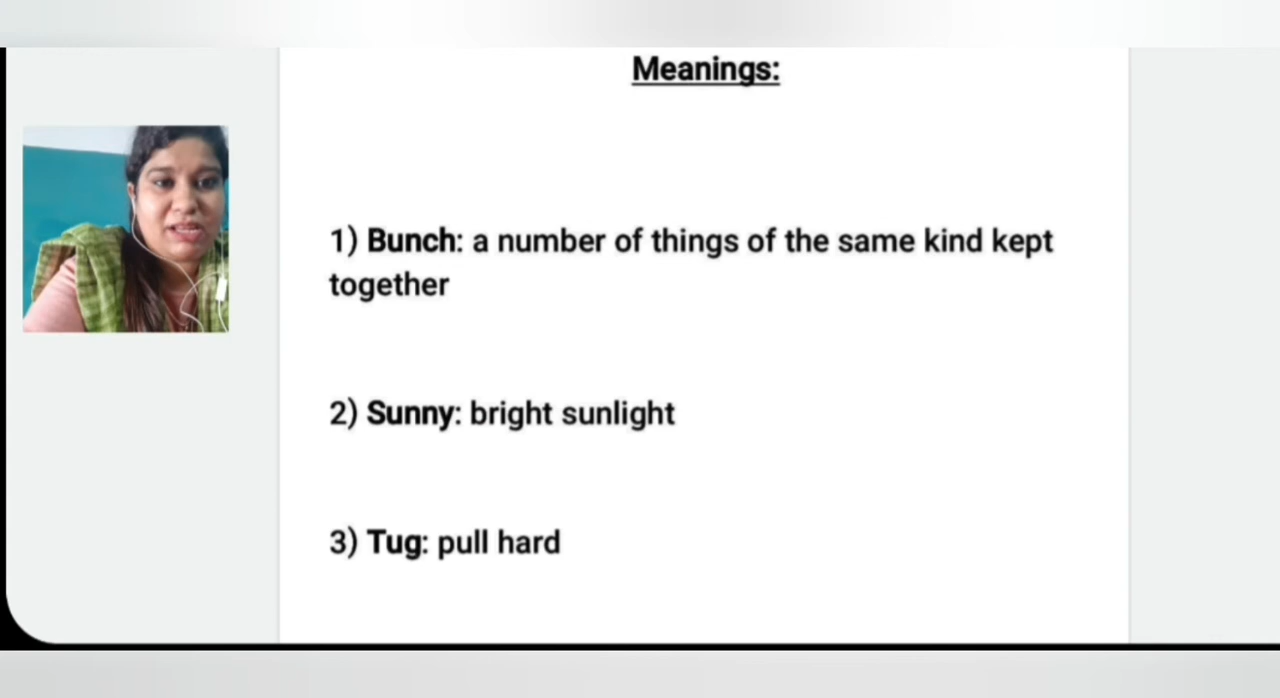 Meanings:
1) Bunch: a number of things of the same kind kept
together
2) Sunny: bright sunlight
3) Tug: pull hard